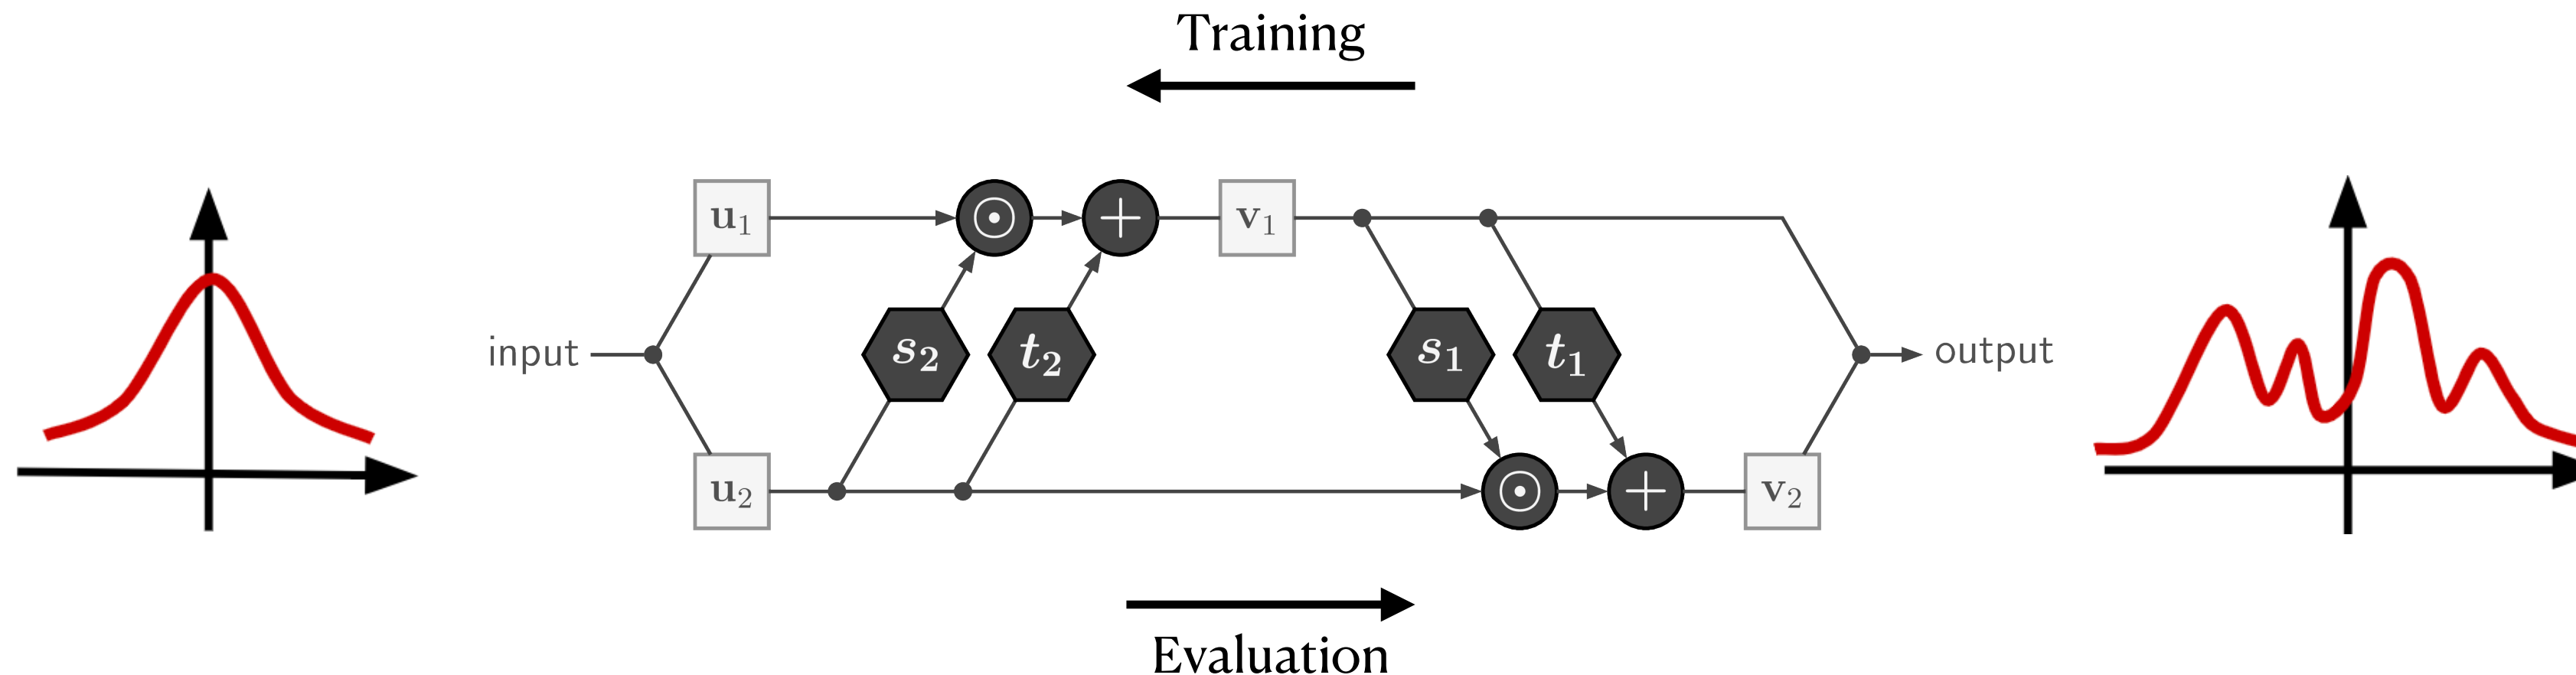 Training
u₁
⊙
+
v₁
input
s₂
t₂
s₁
t₁
output
u₂
⊙
+
v₂
Evaluation